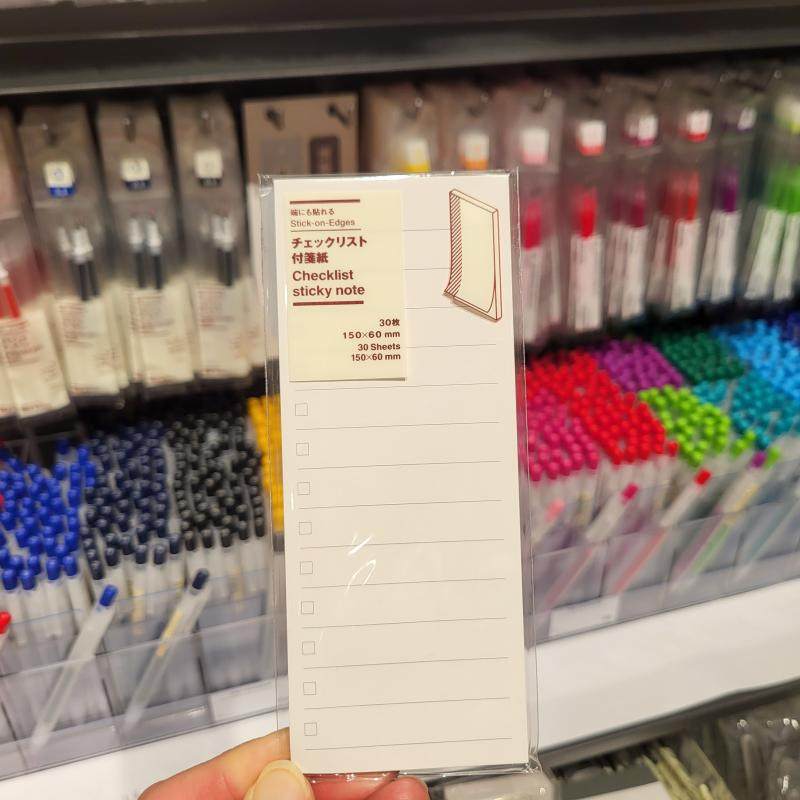 端にも貼れる
Stick-on-Edges
チェックリスト
付箋紙
Checklist
sticky note
30枚
150×60 mm
30 Sheets
150×60 mm